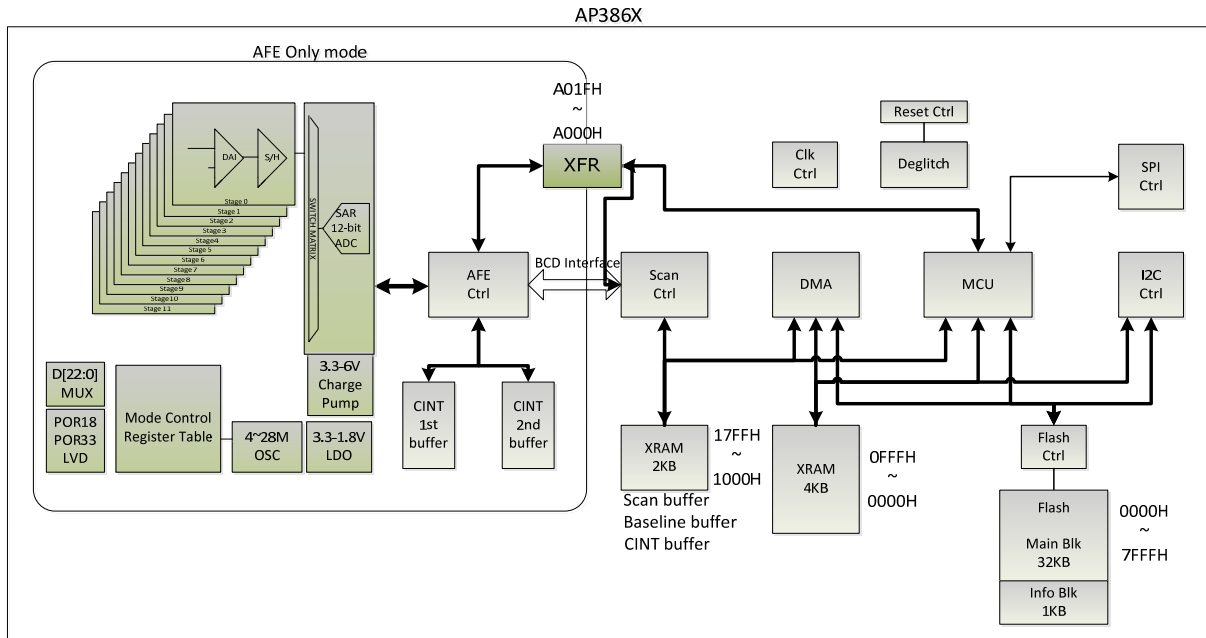 AP386X
AFE Only mode
A01FH
~
A000H
XFR
Reset Ctrl
Deglitch
Clk
Ctrl
SPI
Ctrl
DAI
S/H
Stage 0
Stage 1
Stage 2
Stage 3
Stage4
Stage 5
Stage 6
Stage 7
Stage 8
Stage 9
Stage10
Stage 11
SWITCH MATRIX
SAR
12-bit
ADC
AFE
Ctrl
BCD Interface
Scan
Ctrl
DMA
MCU
I2C
Ctrl
3.3-6V
Charge
Pump
D[22:0]
MUX
POR18
POR33
LVD
Mode Control
Register Table
4~28M
OSC
3.3-1.8V
LDO
CINT
1st
buffer
CINT
2nd
buffer
XRAM
2KB
17FFH
~
1000H
Scan buffer
Baseline buffer
CINT buffer
XRAM
4KB
0FFFH
~
0000H
Flash
Ctrl
Flash
Main Blk
32KB
Info Blk
1KB
0000H
~
7FFFH